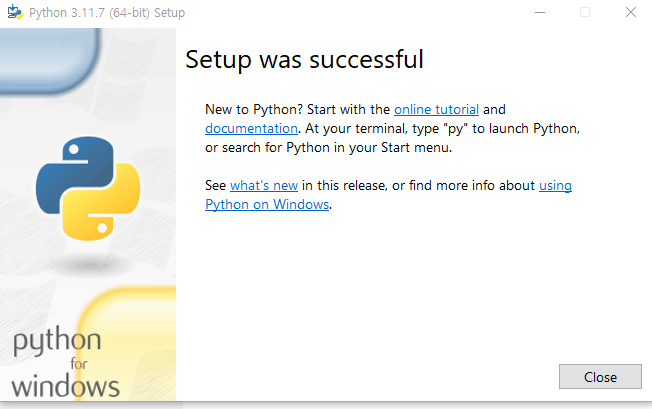 Python 3.11.7 (64-bit) Setup
Setup was successful
New to Python? Start with the online tutorial and
documentation. At your terminal, type "py" to launch Python,
or search for Python in your Start menu.
See what's new in this release, or find more info about using
Python on Windows.
python
for
windows
Close